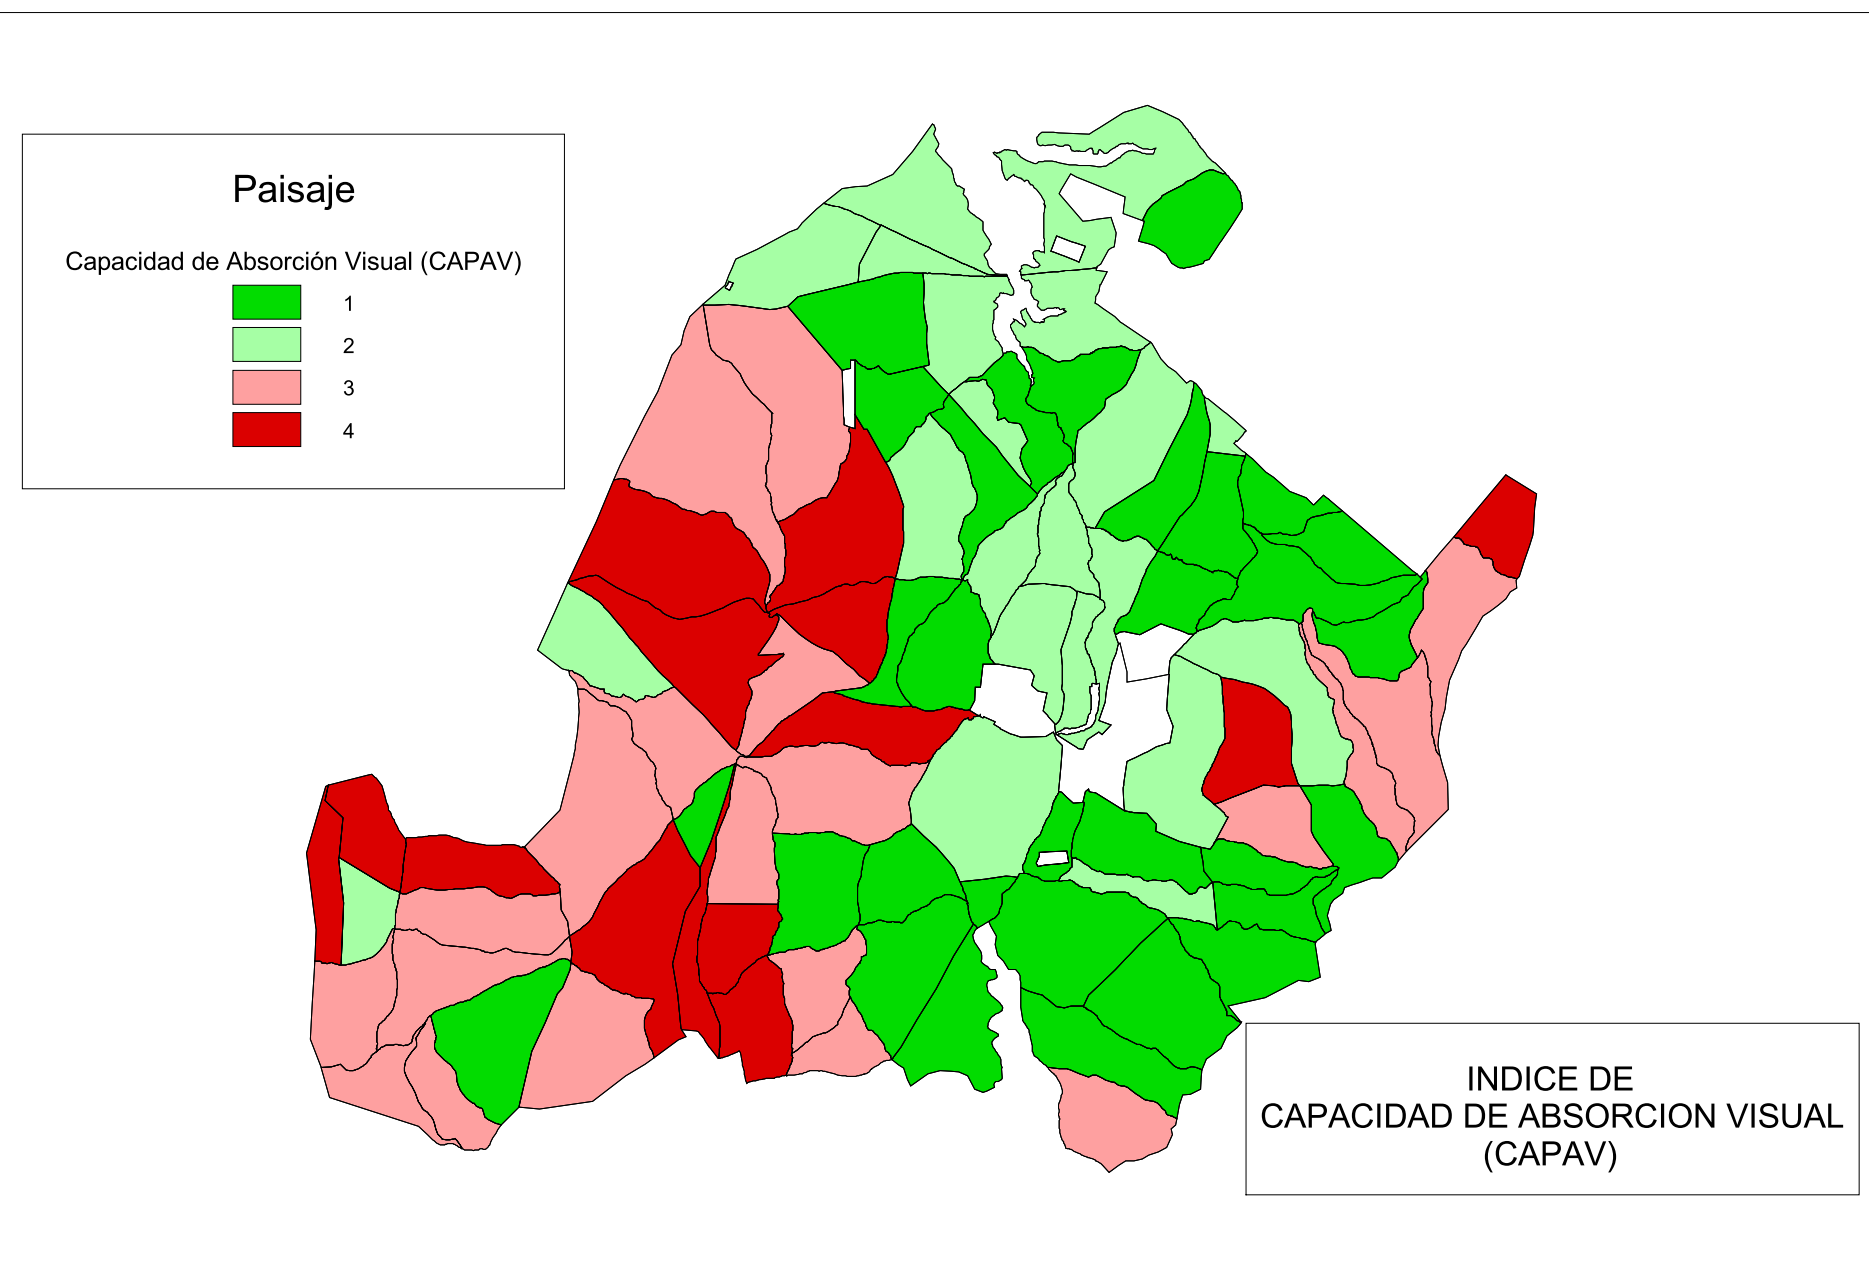 Paisaje
Capacidad de Absorción Visual (CAPAV)
1
2
3
4
INDICE DE
CAPACIDAD DE ABSORCION VISUAL
(CAPAV)